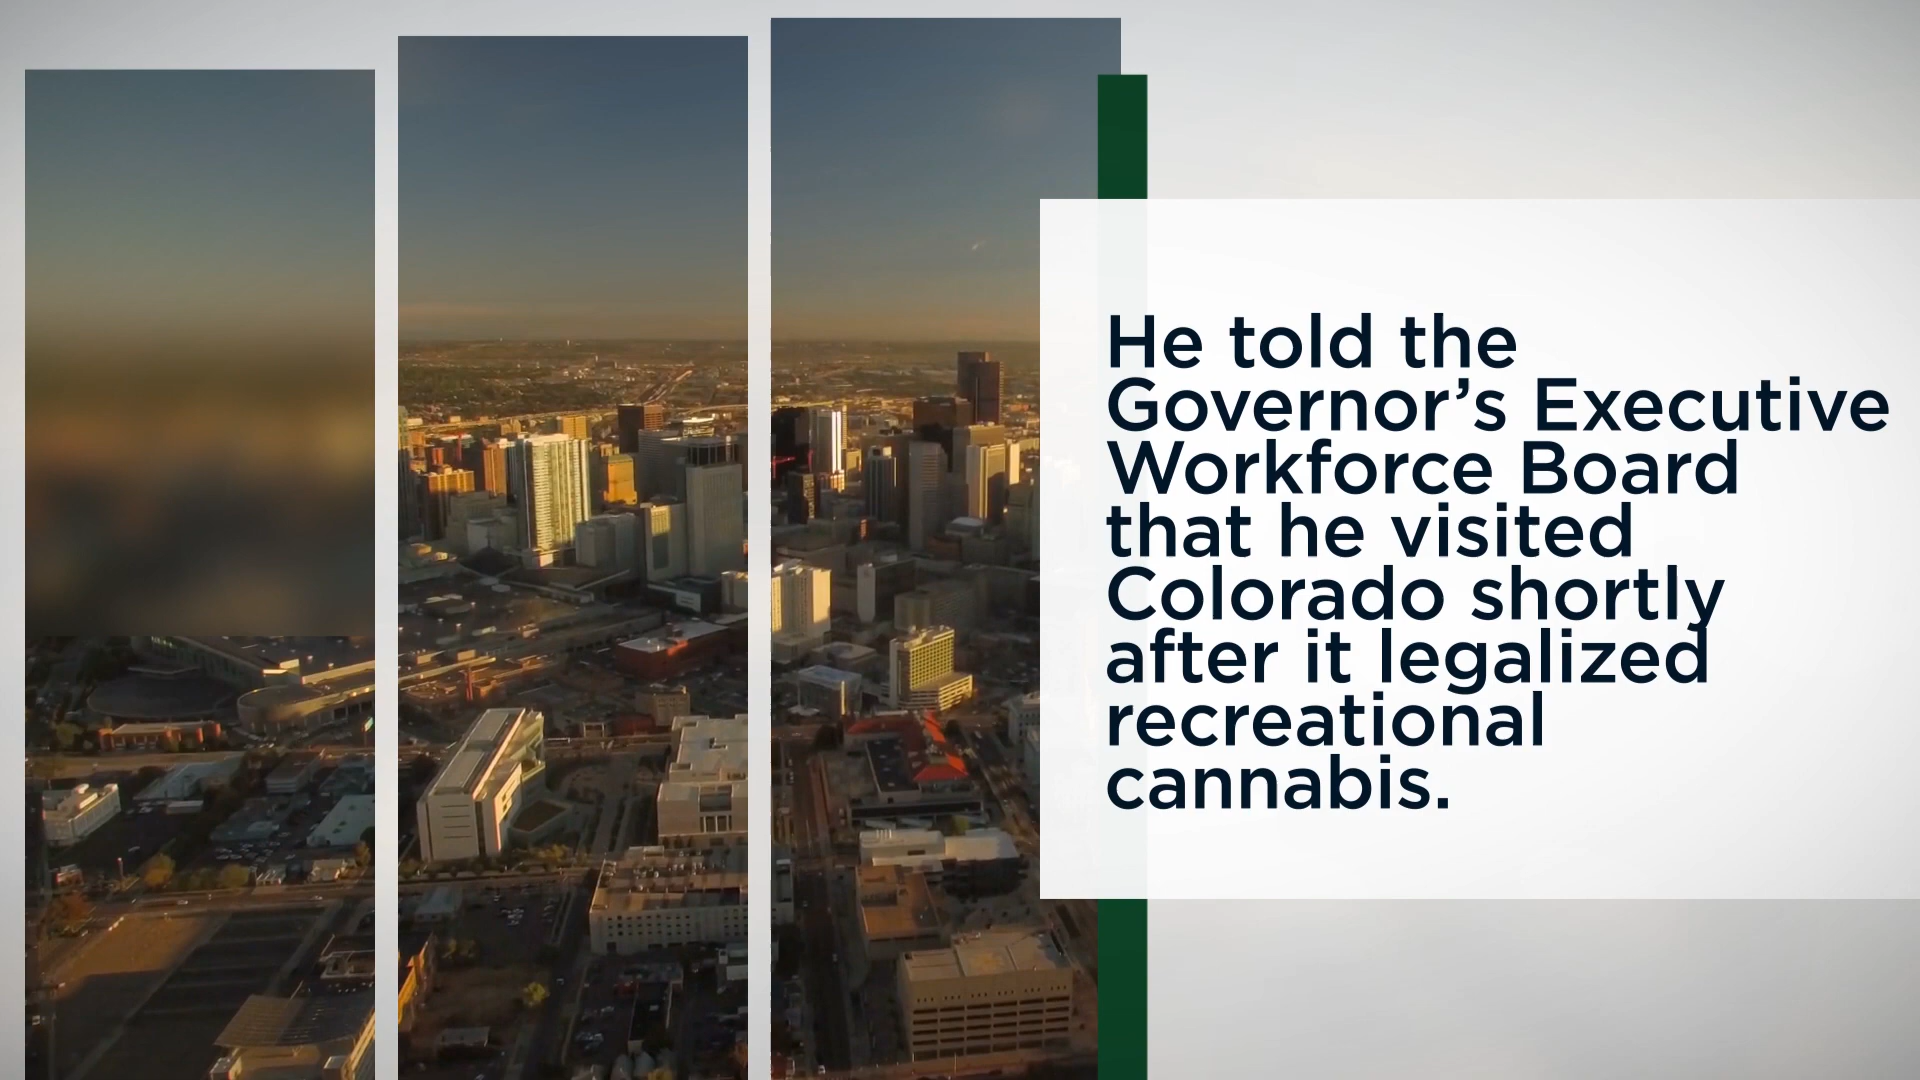 He told the
Governor’s Executive
Workforce Board
that he visited
Colorado shortly
after it legalized
recreational
cannabis.